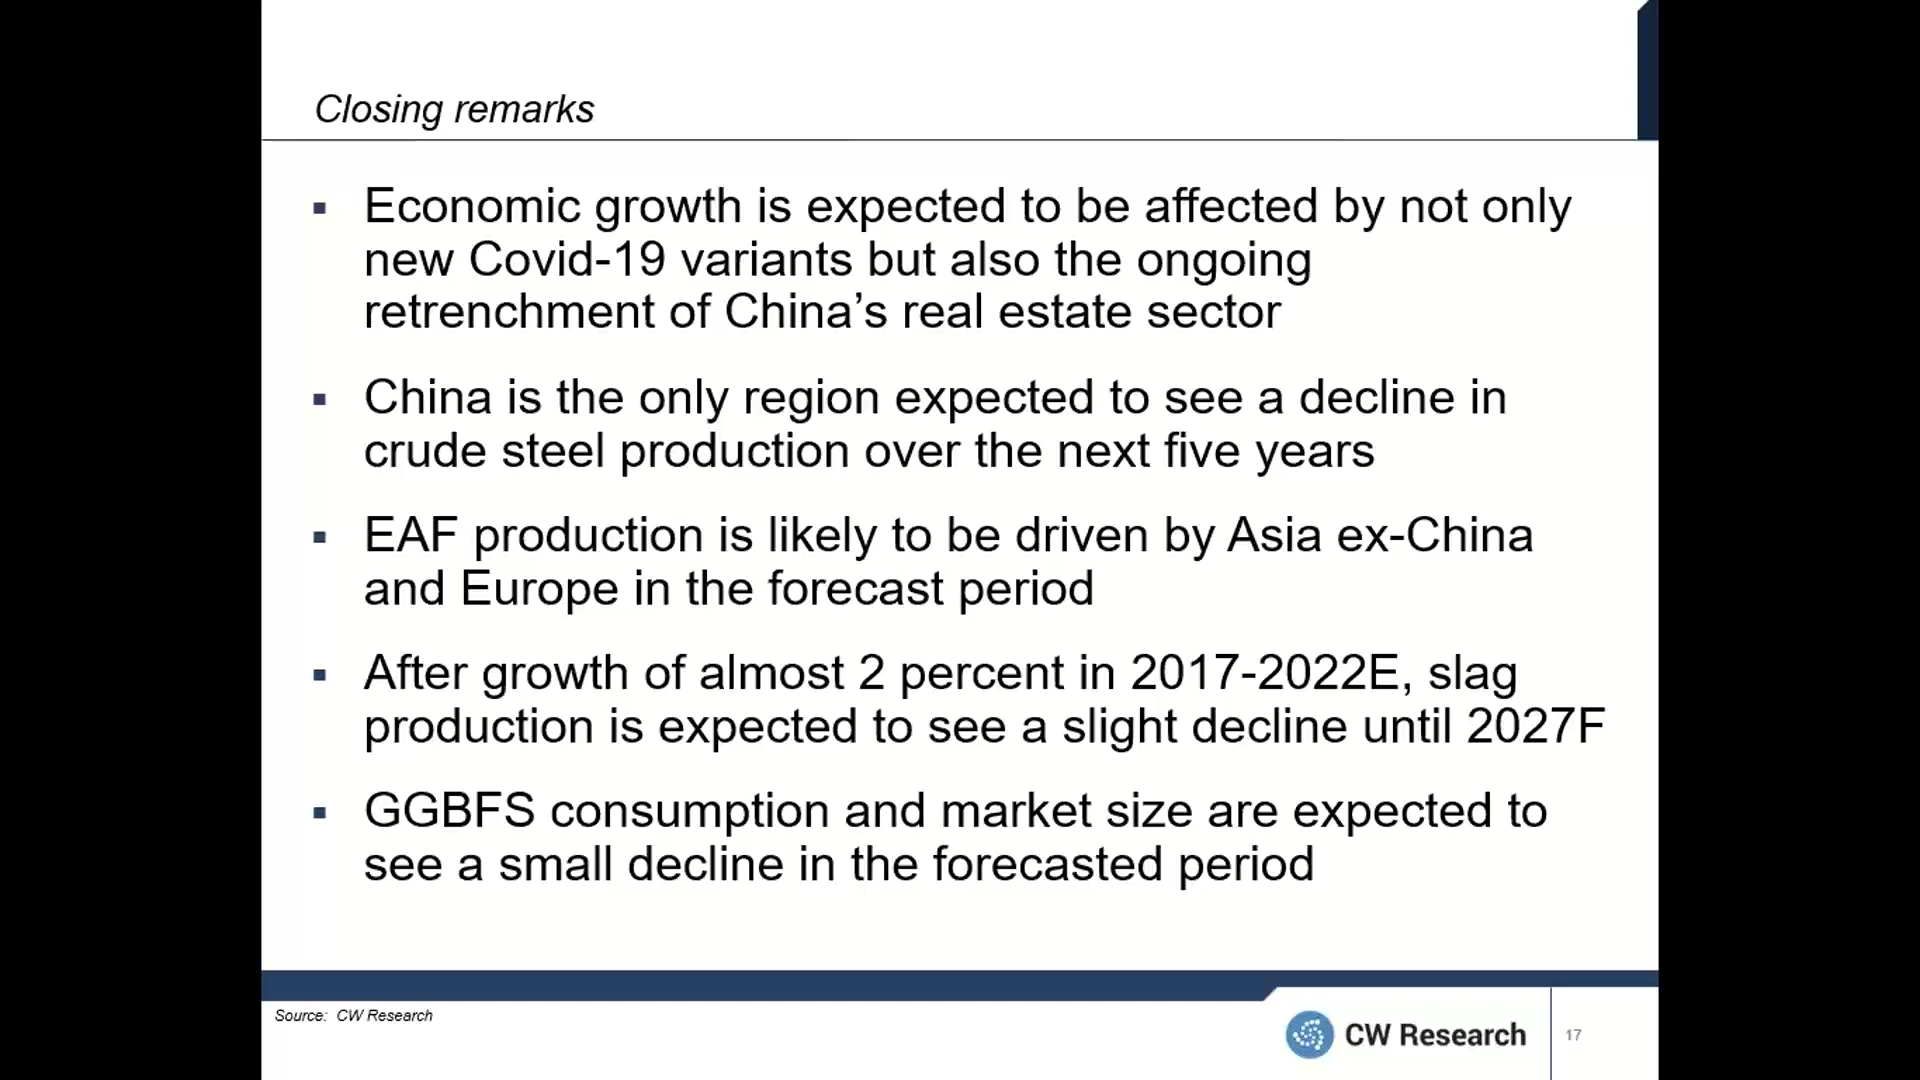 Closing remarks
▪ Economic growth is expected to be affected by not only
new Covid-19 variants but also the ongoing
retrenchment of China’s real estate sector
▪ China is the only region expected to see a decline in
crude steel production over the next five years
▪ EAF production is likely to be driven by Asia ex-China
and Europe in the forecast period
▪ After growth of almost 2 percent in 2017-2022E, slag
production is expected to see a slight decline until 2027F
▪ GGBFS consumption and market size are expected to
see a small decline in the forecasted period
Source: CW Research
CW Research
17